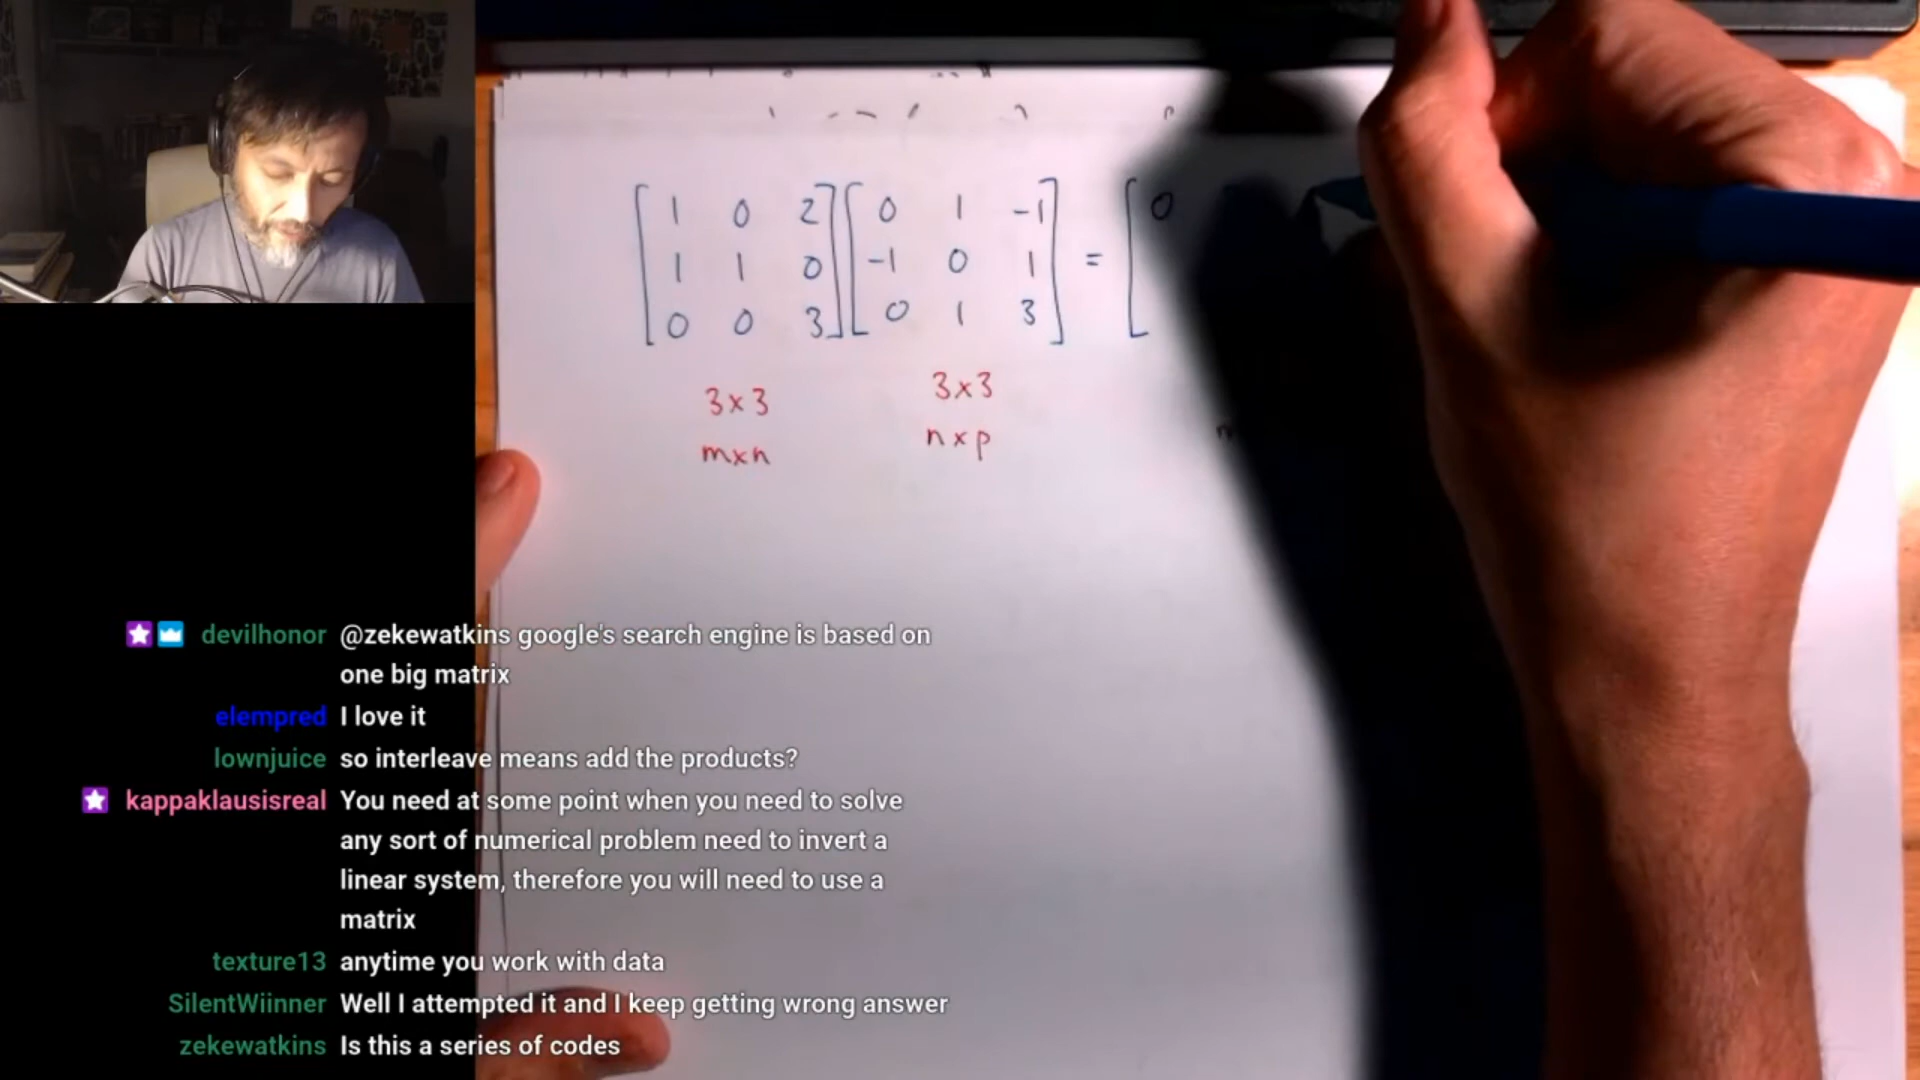 1 0 2 0 1 -1 0
1 1 0 -1 0 1 =
0 0 3 0 1 3
3x3 3x3
mxn nxp
devilhonor @zekewatkins google's search engine is based on
one big matrix
elempred I love it
lownjuice so interleave means add the products?
kappaklausisreal You need at some point when you need to solve
any sort of numerical problem need to invert a
linear system, therefore you will need to use a
matrix
texture13 anytime you work with data
SilentWiinner Well I attempted it and I keep getting wrong answer
zekewatkins Is this a series of codes